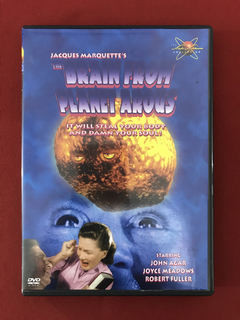 JACQUES MARQUETTE'S
THE
BRAIN FROM
PLANET AROUS
IT WILL STEAL YOUR BODY
AND DAMN YOUR SOUL!
STARRING
JOHN AGAR
JOYCE MEADOWS
ROBERT FULLER
DVD